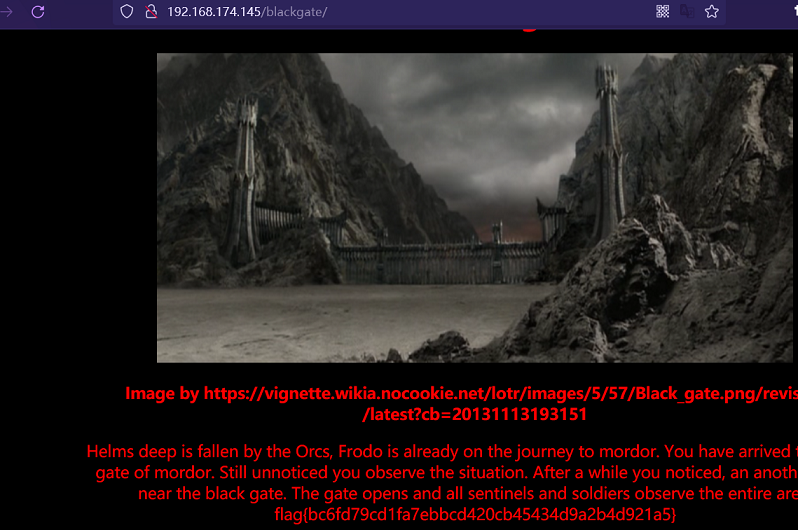 192.168.174.145/blackgate/
Image by https://vignette.wikia.nocookie.net/lotr/images/5/57/Black_gate.png/revis
/latest?cb=20131113193151
Helms deep is fallen by the Orcs, Frodo is already on the journey to mordor. You have arrived
gate of mordor. Still unnoticed you observe the situation. After a while you noticed, an anoth
near the black gate. The gate opens and all sentinels and soldiers observe the entire are
flag{bc6fd79cd1fa7ebbcd420cb45434d9a2b4d921a5}